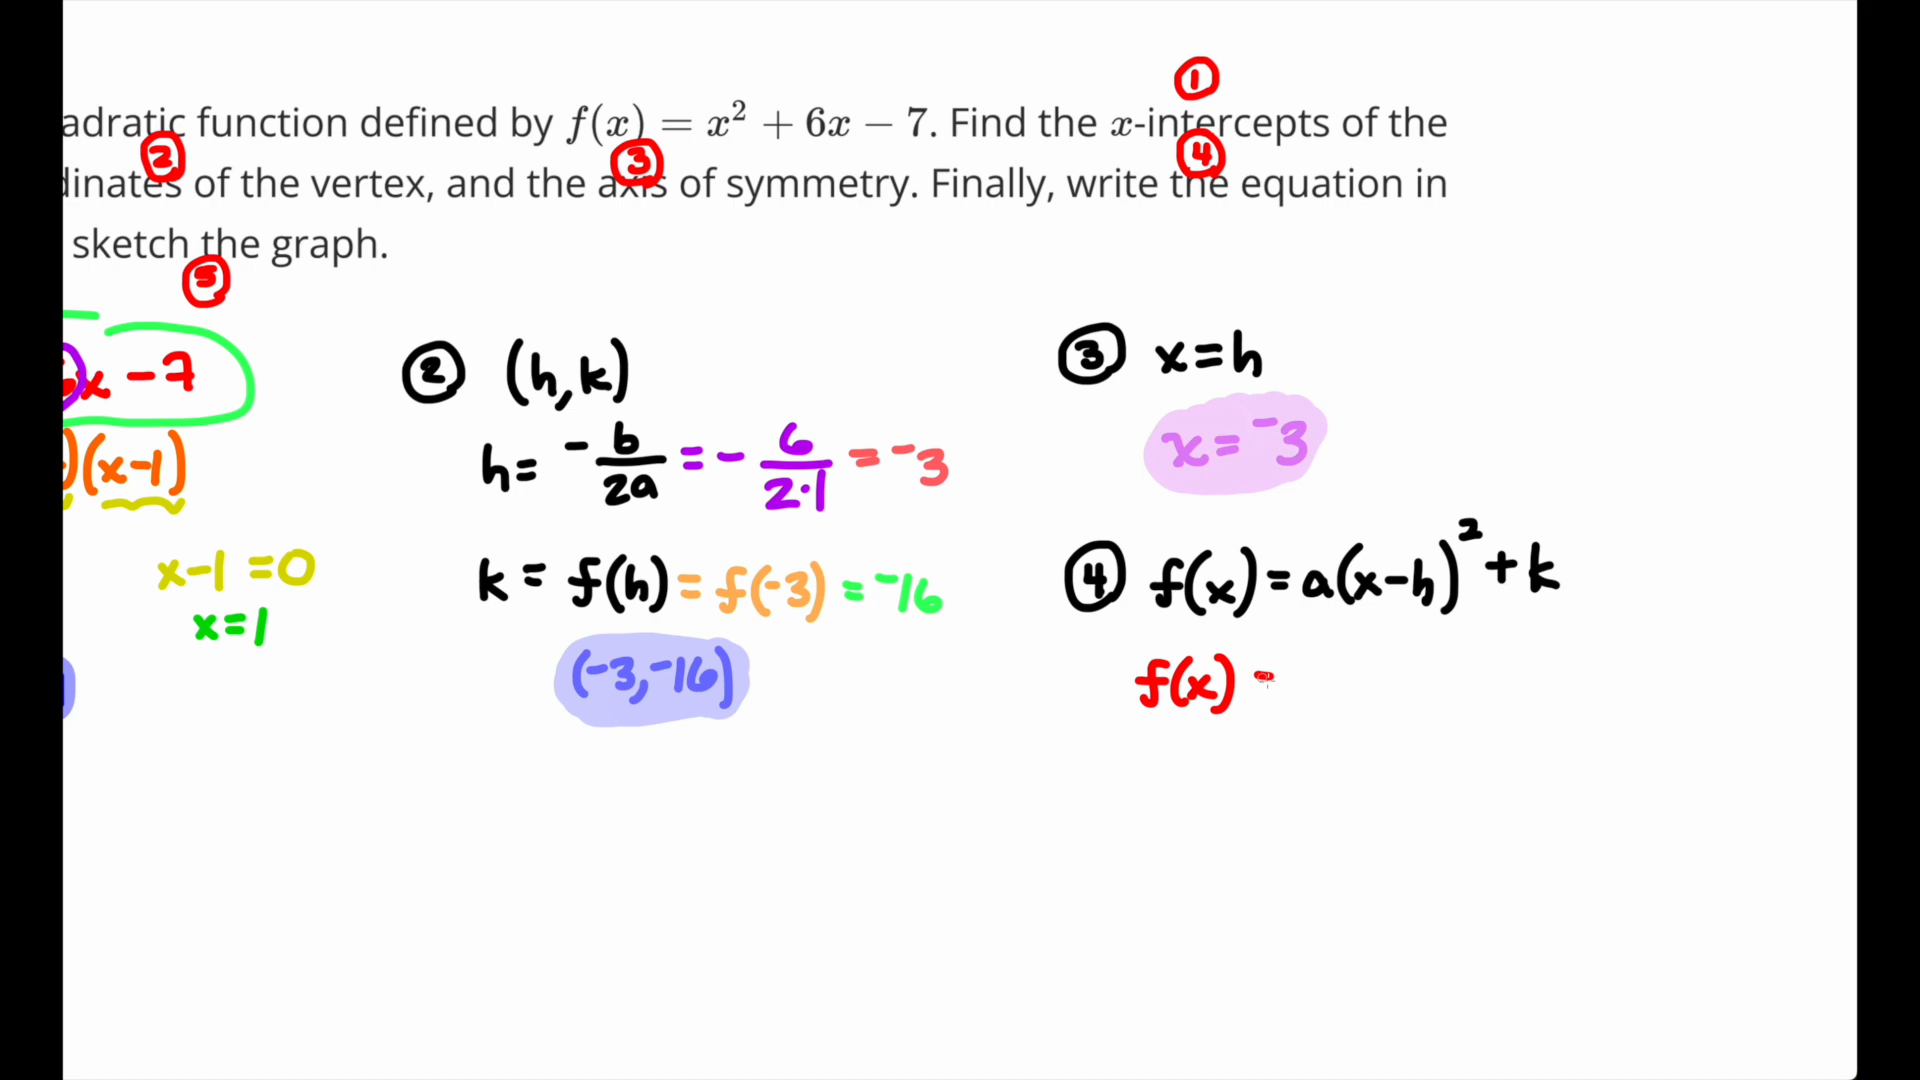 ①
adratic function defined by f(x) = x² + 6x − 7. Find the x-intercepts of the
② ③ ④
dinates of the vertex, and the axis of symmetry. Finally, write the equation in
sketch the graph.
⑤
x − 7
)(x−1)
x−1 = 0
x = 1
② (h, k)
h = −b/2a = −6/2·1 = ⁻3
k = f(h) = f(-3) = ⁻16
(⁻3, ⁻16)
③ x = h
x = ⁻3
④ f(x) = a(x−h)² + k
f(x)